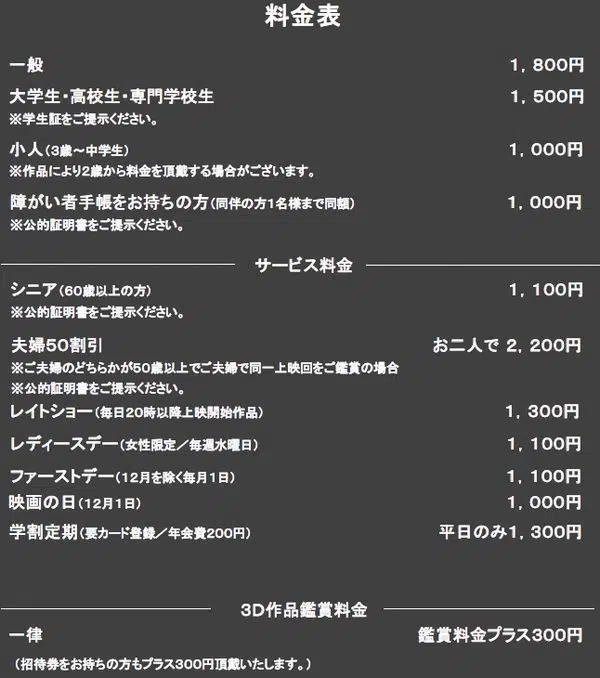 料金表
一般 1,800円
大学生・高校生・専門学校生 1,500円
※学生証をご提示ください。
小人（3歳～中学生） 1,000円
※作品により2歳から料金を頂戴する場合がございます。
障がい者手帳をお持ちの方（同伴の方1名様まで同額） 1,000円
※公的証明書をご提示ください。
サービス料金
シニア（60歳以上の方） 1,100円
※公的証明書をご提示ください。
夫婦50割引 お二人で 2,200円
※ご夫婦のどちらかが50歳以上でご夫婦で同一上映回をご鑑賞の場合
※公的証明書をご提示ください。
レイトショー（毎日20時以降上映開始作品） 1,300円
レディースデー（女性限定／毎週水曜日） 1,100円
ファーストデー（12月を除く毎月1日） 1,100円
映画の日（12月1日） 1,000円
学割定期（要カード登録／年会費200円） 平日のみ1,300円
3D作品鑑賞料金
一律 鑑賞料金プラス300円
（招待券をお持ちの方もプラス300円頂戴いたします。）